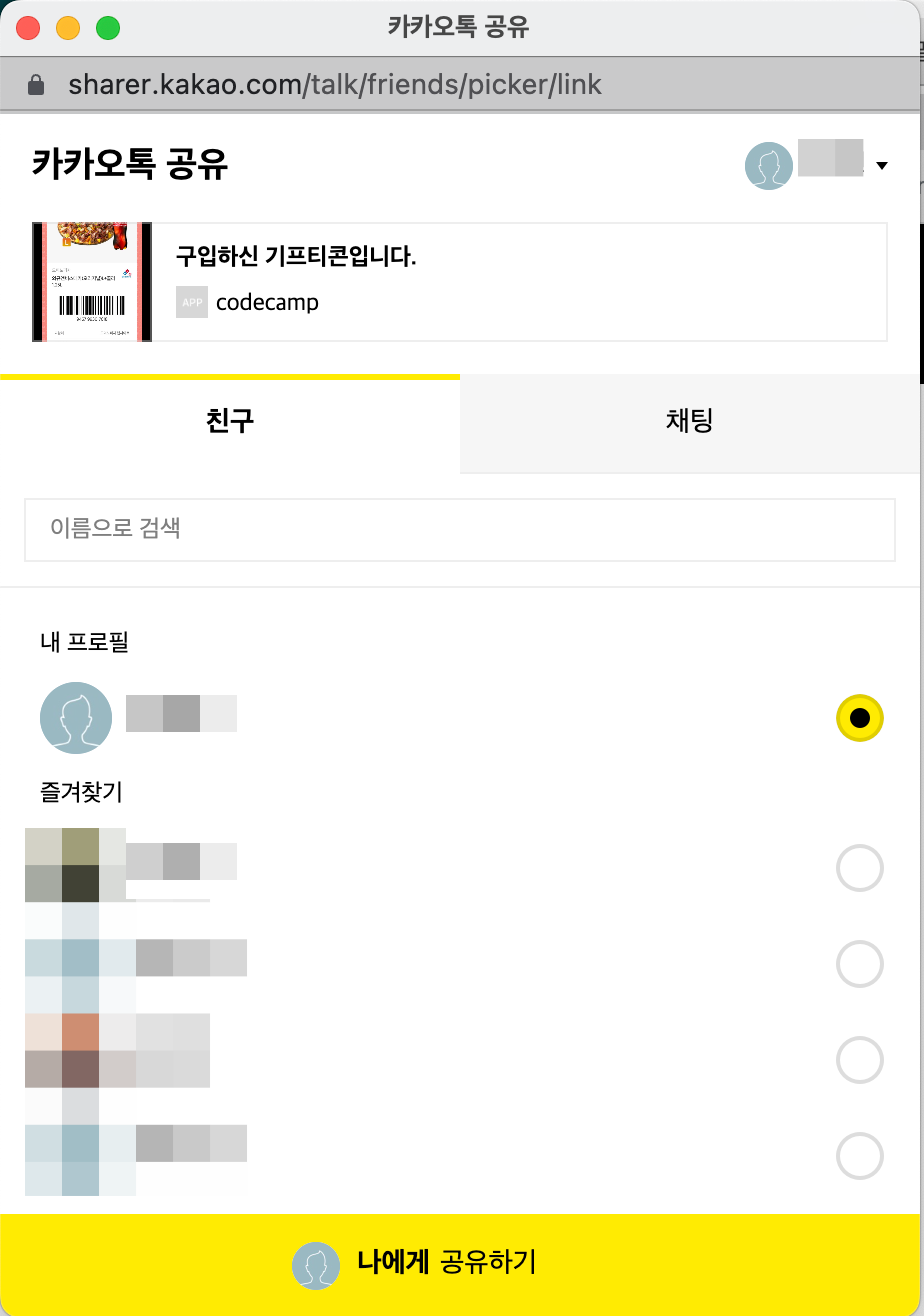 카카오톡 공유
sharer.kakao.com/talk/friends/picker/link
카카오톡 공유
구입하신 기프티콘입니다.
APP codecamp
친구
채팅
이름으로 검색
내 프로필
즐겨찾기
나에게 공유하기